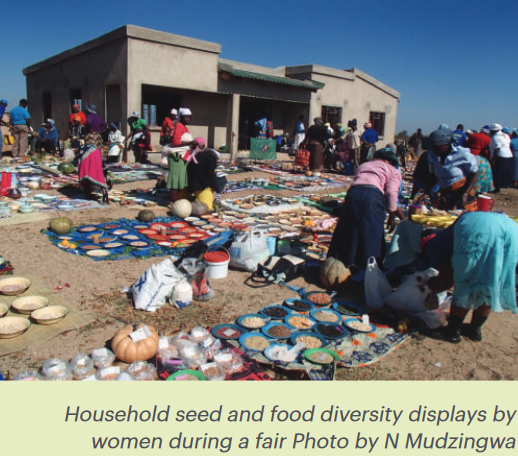 Household seed and food diversity displays by
women during a fair Photo by N Mudzingwa